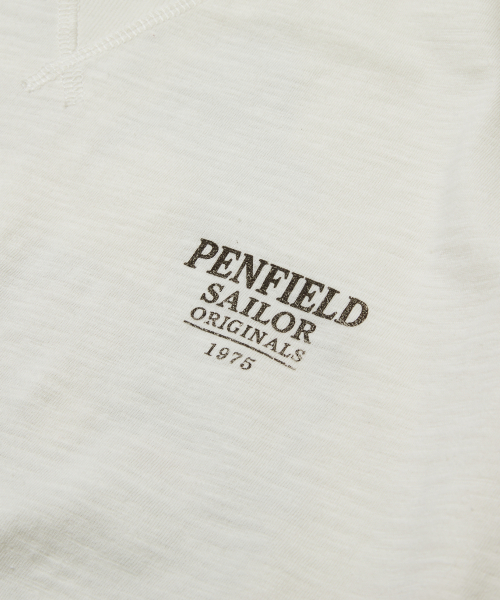 PENFIELD
SAILOR
ORIGINALS
1975